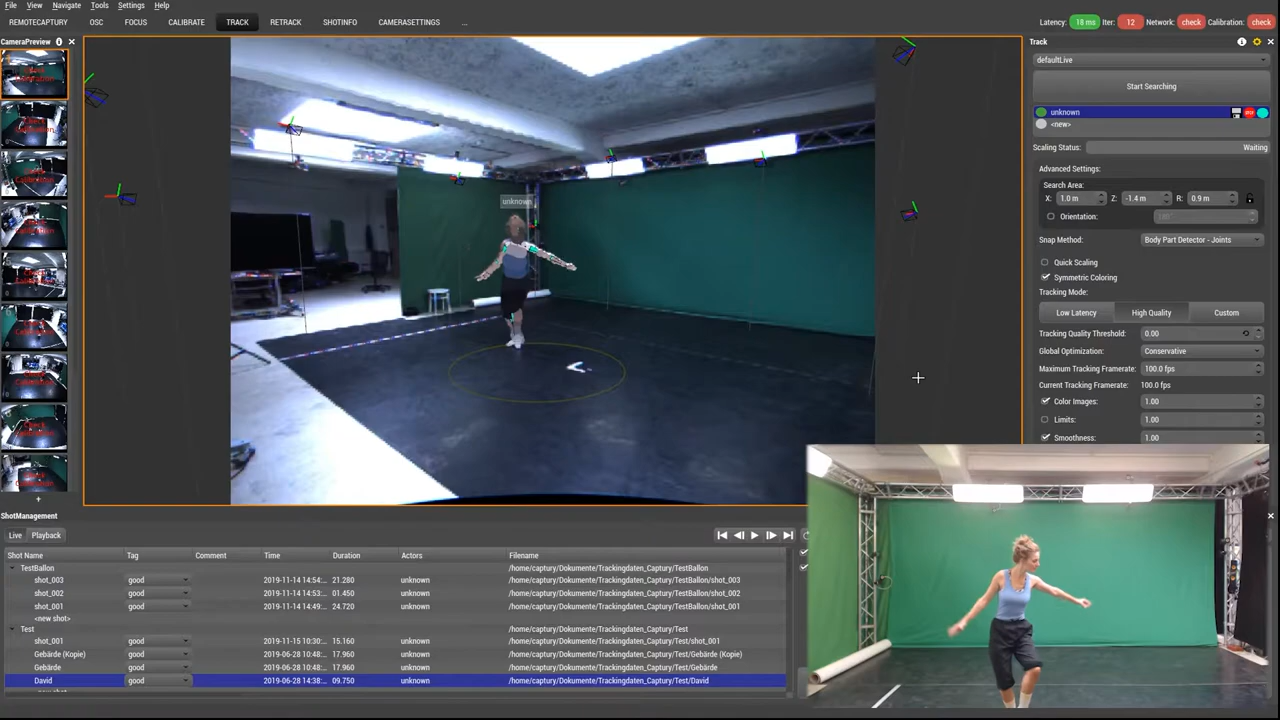 File View Navigate Tools Settings Help
REMOTECAPTURY OSC FOCUS CALIBRATE TRACK RETRACK SHOTINFO CAMERASETTINGS ...
Latency: 18 ms Iter: 12 Network: check Calibration: check
CameraPreview
Track
defaultLive
Start Searching
unknown
<new>
Scaling Status: Waiting
Advanced Settings:
Search Area:
X: 1.0 m Z: -1.4 m R: 0.9 m
Orientation:
Snap Method: Body Part Detector - Joints
Quick Scaling
Symmetric Coloring
Tracking Mode:
Low Latency High Quality Custom
Tracking Quality Threshold: 0.00
Global Optimization: Conservative
Maximum Tracking Framerate: 100.0 fps
Current Tracking Framerate: 100.0 fps
Color Images: 1.00
Limits: 1.00
Smoothness: 1.00
unknown
ShotManagement
Live Playback
Shot Name Tag Comment Time Duration Actors Filename
TestBallon /home/captury/Dokumente/Trackingdaten_Captury/TestBallon
shot_003 good 2019-11-14 14:54:... 21.280 unknown /home/captury/Dokumente/Trackingdaten_Captury/TestBallon/shot_003
shot_002 good 2019-11-14 14:53:... 01.450 unknown /home/captury/Dokumente/Trackingdaten_Captury/TestBallon/shot_002
shot_001 good 2019-11-14 14:49:... 24.720 unknown /home/captury/Dokumente/Trackingdaten_Captury/TestBallon/shot_001
<new shot>
Test /home/captury/Dokumente/Trackingdaten_Captury/Test
shot_001 good 2019-11-15 10:30:... 15.160 unknown /home/captury/Dokumente/Trackingdaten_Captury/Test/shot_001
Gebärde (Kopie) good 2019-06-28 10:48:... 17.960 unknown /home/captury/Dokumente/Trackingdaten_Captury/Test/Gebärde (Kopie)
Gebärde good 2019-06-28 10:48:... 17.960 unknown /home/captury/Dokumente/Trackingdaten_Captury/Test/Gebärde
David good 2019-06-28 14:38:... 09.750 unknown /home/captury/Dokumente/Trackingdaten_Captury/Test/David